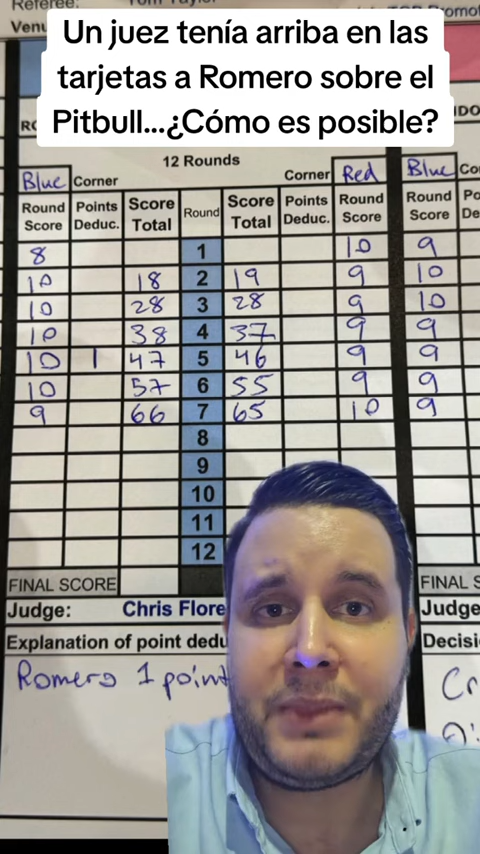 Referee: Tom Taylor
Venu
Un juez tenía arriba en las
tarjetas a Romero sobre el
Pitbull...¿Cómo es posible?
12 Rounds
Blue Corner Corner Red Blue Co
Round Score Points Deduc. Score Total Round Score Total Points Deduc. Round Score Round Score Po De
8 1 10 9
10 18 2 19 9 10
10 28 3 28 9 10
10 38 4 37 9 9
10 1 47 5 46 9 9
10 57 6 55 9 9
9 66 7 65 10 9
8
9
10
11
12
FINAL SCORE FINAL S
Judge: Chris Flore Judge
Explanation of point dedu Decisi
Romero 1 point